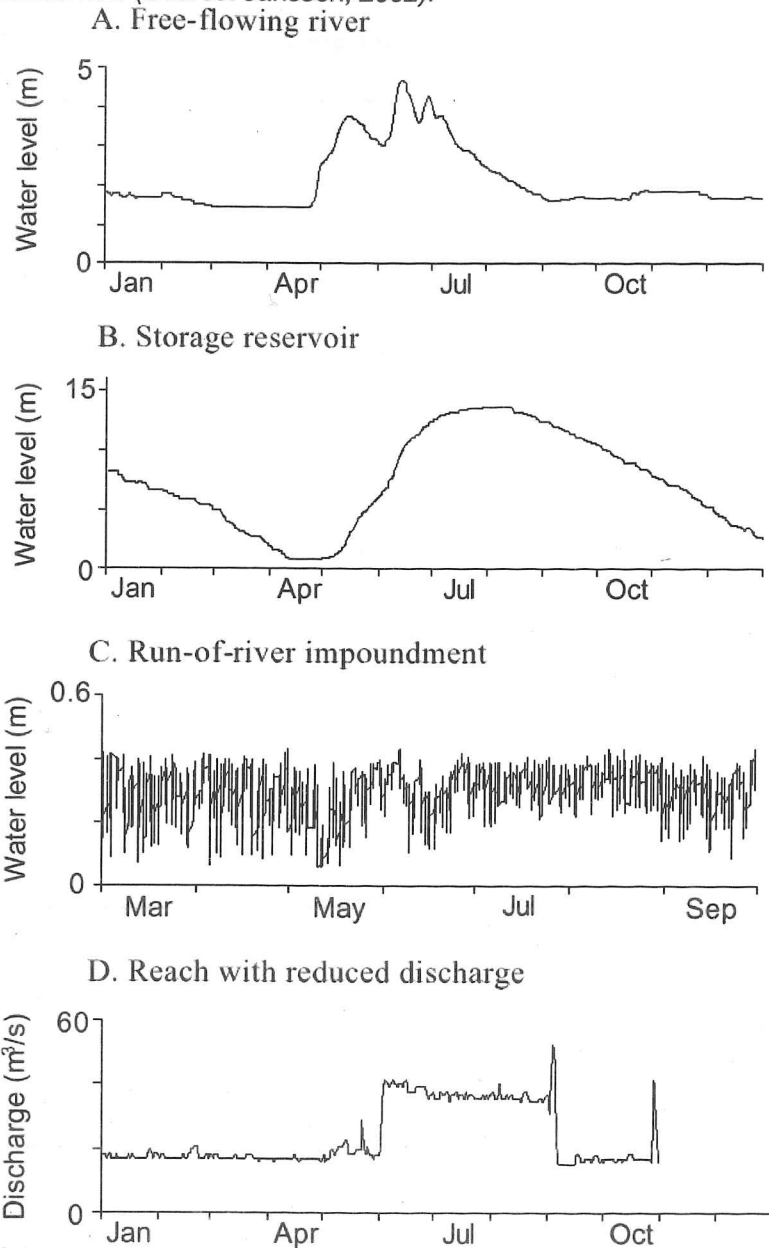 A. Free-flowing river
5
Water level (m)
0
Jan Apr Jul Oct
B. Storage reservoir
15
Water level (m)
0
Jan Apr Jul Oct
C. Run-of-river impoundment
0.6
Water level (m)
0
Mar May Jul Sep
D. Reach with reduced discharge
60
Discharge (m³/s)
0
Jan Apr Jul Oct